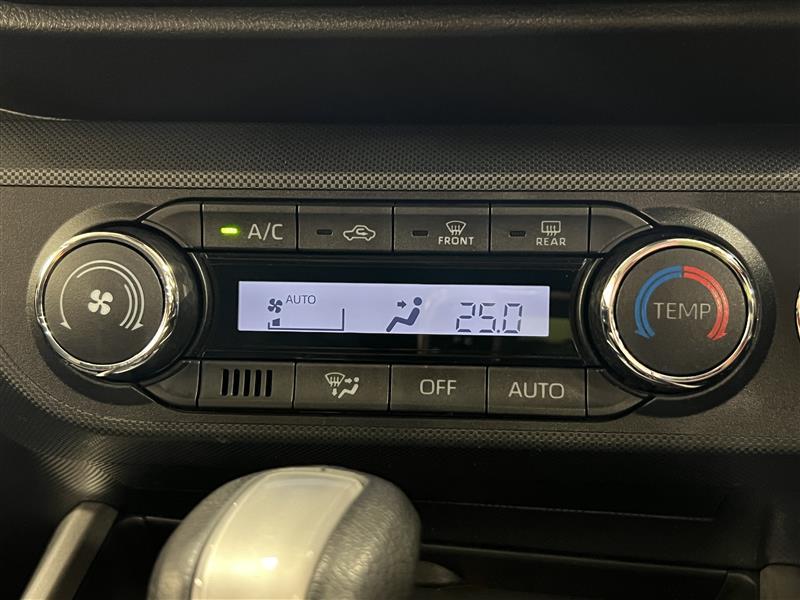 A/C
FRONT
REAR
AUTO
25.0
TEMP
OFF
AUTO